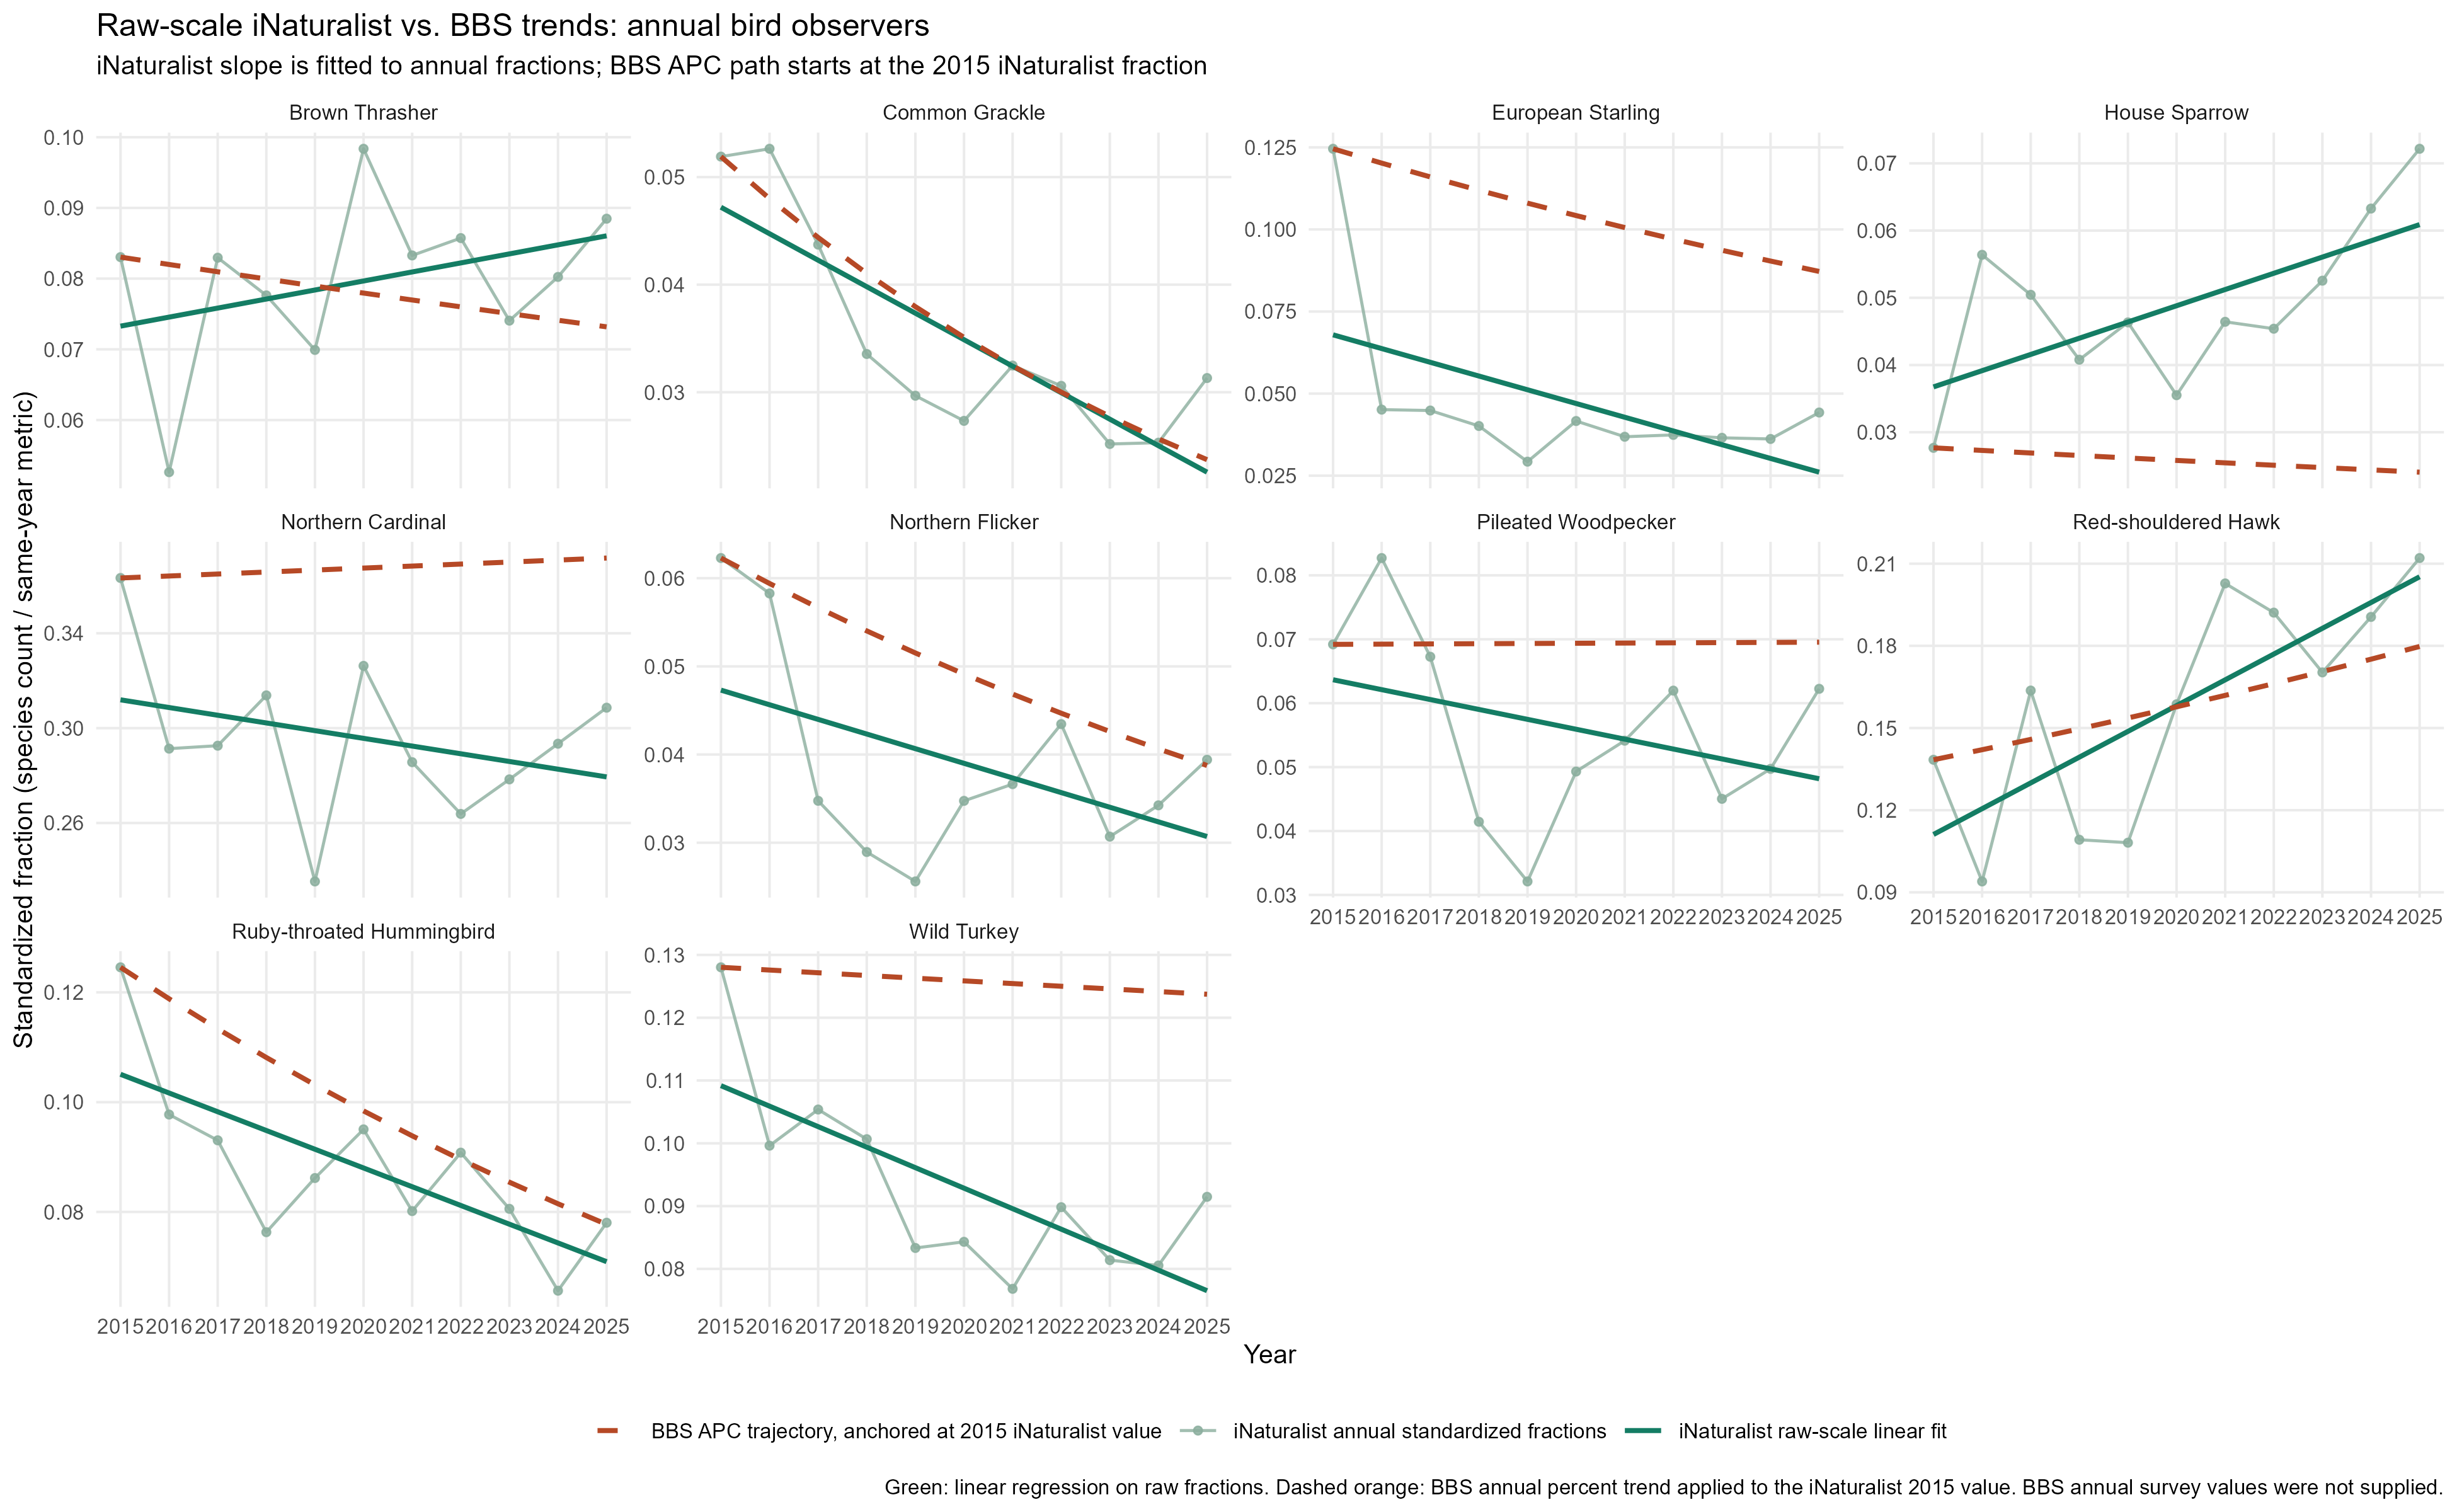 Raw-scale iNaturalist vs. BBS trends: annual bird observers
iNaturalist slope is fitted to annual fractions; BBS APC path starts at the 2015 iNaturalist fraction
Standardized fraction (species count / same-year metric)
Brown Thrasher
0.10
0.09
0.08
0.07
0.06
Common Grackle
0.05
0.04
0.03
European Starling
0.125
0.100
0.075
0.050
0.025
House Sparrow
0.07
0.06
0.05
0.04
0.03
Northern Cardinal
0.34
0.30
0.26
Northern Flicker
0.06
0.05
0.04
0.03
Pileated Woodpecker
0.08
0.07
0.06
0.05
0.04
0.03
2015 2016 2017 2018 2019 2020 2021 2022 2023 2024 2025
Red-shouldered Hawk
0.21
0.18
0.15
0.12
0.09
2015 2016 2017 2018 2019 2020 2021 2022 2023 2024 2025
Ruby-throated Hummingbird
0.12
0.10
0.08
2015 2016 2017 2018 2019 2020 2021 2022 2023 2024 2025
Wild Turkey
0.13
0.12
0.11
0.10
0.09
0.08
2015 2016 2017 2018 2019 2020 2021 2022 2023 2024 2025
Year
BBS APC trajectory, anchored at 2015 iNaturalist value
iNaturalist annual standardized fractions
iNaturalist raw-scale linear fit
Green: linear regression on raw fractions. Dashed orange: BBS annual percent trend applied to the iNaturalist 2015 value. BBS annual survey values were not supplied.